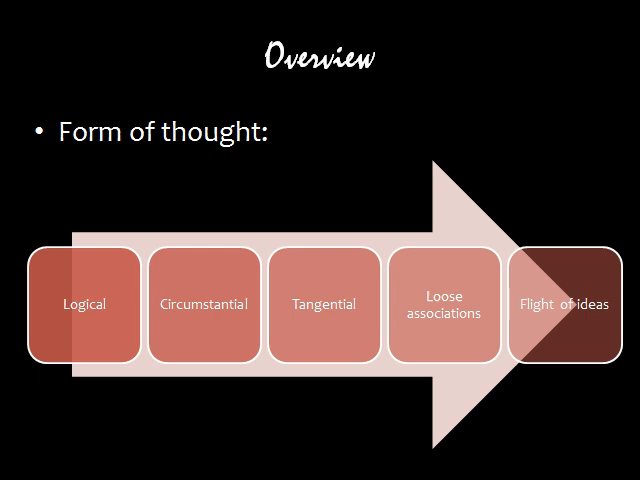 Overview
• Form of thought:
Logical
Circumstantial
Tangential
Loose
associations
Flight of ideas